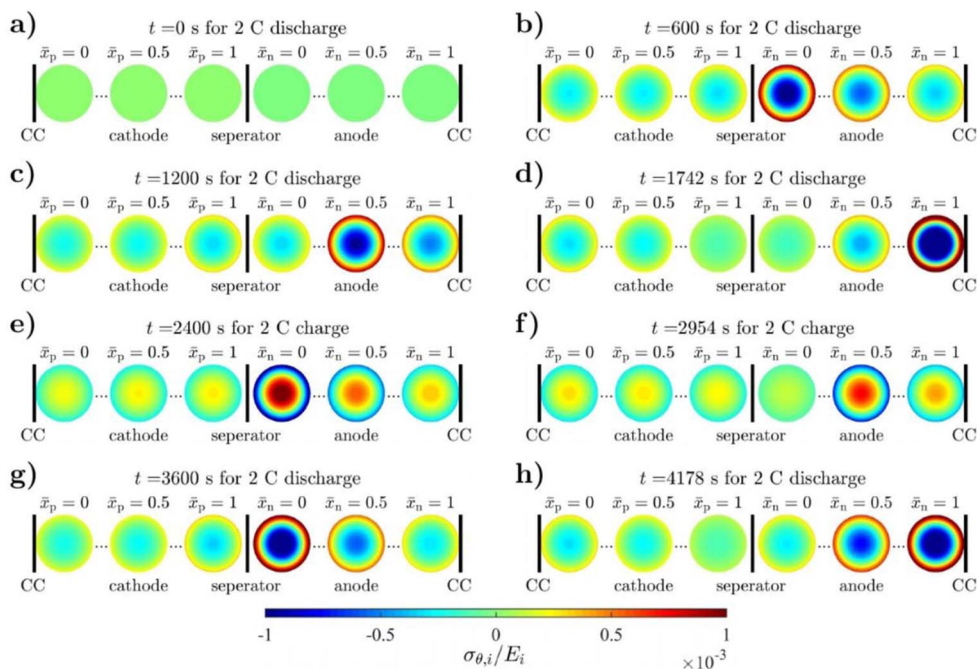 a)
t =0 s for 2 C discharge
x̄p = 0 x̄p = 0.5 x̄p = 1 x̄n = 0 x̄n = 0.5 x̄n = 1
... ... ... ...
CC cathode seperator anode CC
b)
t =600 s for 2 C discharge
x̄p = 0 x̄p = 0.5 x̄p = 1 x̄n = 0 x̄n = 0.5 x̄n = 1
... ... ... ...
CC cathode seperator anode CC
c)
t =1200 s for 2 C discharge
x̄p = 0 x̄p = 0.5 x̄p = 1 x̄n = 0 x̄n = 0.5 x̄n = 1
... ... ... ...
CC cathode seperator anode CC
d)
t =1742 s for 2 C discharge
x̄p = 0 x̄p = 0.5 x̄p = 1 x̄n = 0 x̄n = 0.5 x̄n = 1
... ... ... ...
CC cathode seperator anode CC
e)
t =2400 s for 2 C charge
x̄p = 0 x̄p = 0.5 x̄p = 1 x̄n = 0 x̄n = 0.5 x̄n = 1
... ... ... ...
CC cathode seperator anode CC
f)
t =2954 s for 2 C charge
x̄p = 0 x̄p = 0.5 x̄p = 1 x̄n = 0 x̄n = 0.5 x̄n = 1
... ... ... ...
CC cathode seperator anode CC
g)
t =3600 s for 2 C discharge
x̄p = 0 x̄p = 0.5 x̄p = 1 x̄n = 0 x̄n = 0.5 x̄n = 1
... ... ... ...
CC cathode seperator anode CC
h)
t =4178 s for 2 C discharge
x̄p = 0 x̄p = 0.5 x̄p = 1 x̄n = 0 x̄n = 0.5 x̄n = 1
... ... ... ...
CC cathode seperator anode CC
-1 -0.5 0 0.5 1
σθ,i/Ei ×10⁻³